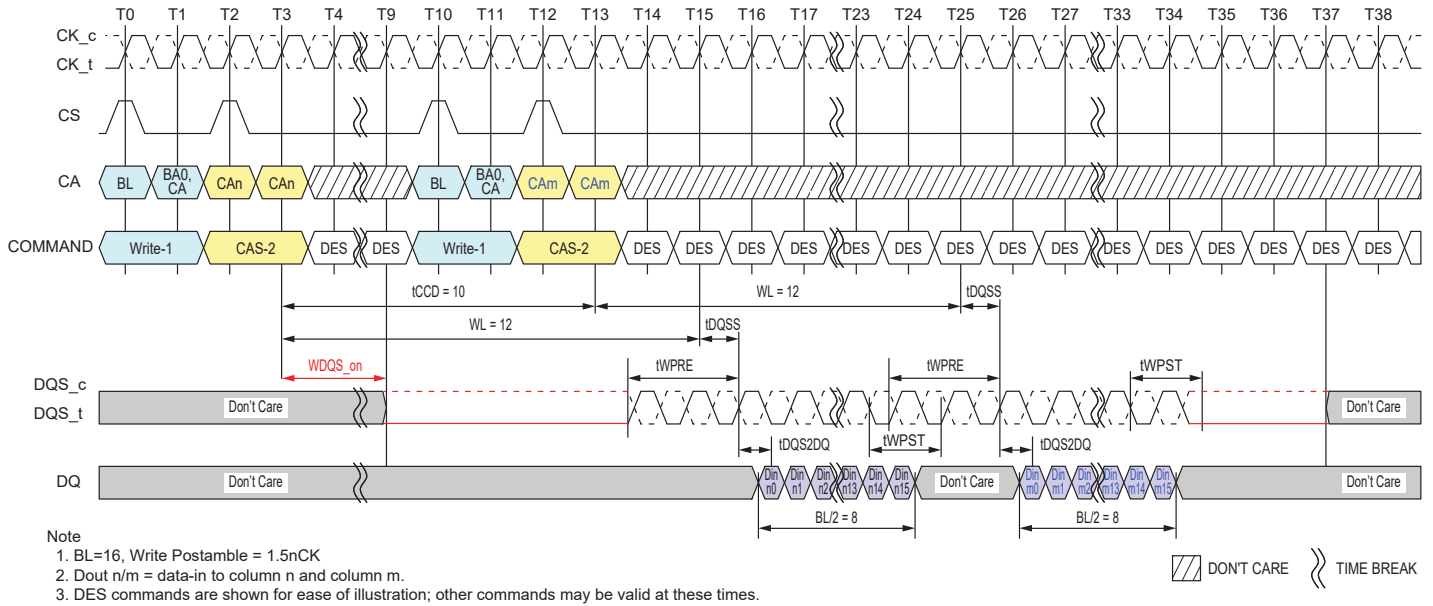 T0 T1 T2 T3 T4 T9 T10 T11 T12 T13 T14 T15 T16 T17 T23 T24 T25 T26 T27 T33 T34 T35 T36 T37 T38
CK_c
CK_t
CS
CA BL BA0, CA CAn CAn BL BA0, CA CAm CAm
COMMAND Write-1 CAS-2 DES DES Write-1 CAS-2 DES DES DES DES DES DES DES DES DES DES DES DES DES DES DES
tCCD = 10 WL = 12 tDQSS
WL = 12 tDQSS
WDQS_on tWPRE tWPRE tWPST
DQS_c
DQS_t Don't Care Don't Care
tDQS2DQ tWPST tDQS2DQ
DQ Don't Care Din n0 Din n1 Din n2 Din n13 Din n14 Din n15 Don't Care Din m0 Din m1 Din m2 Din m13 Din m14 Din m15 Don't Care
BL/2 = 8 BL/2 = 8
Note
1. BL=16, Write Postamble = 1.5nCK
2. Dout n/m = data-in to column n and column m.
3. DES commands are shown for ease of illustration; other commands may be valid at these times.
DON'T CARE TIME BREAK